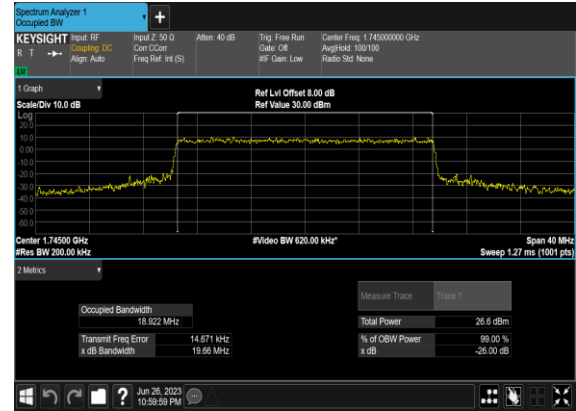 Spectrum Analyzer 1
Occupied BW
+
KEYSIGHT Input: RF Input Z: 50 Ω Atten: 40 dB Trig: Free Run Center Freq: 1.745000000 GHz
R T Coupling: DC Corr CCorr Gate: Off Avg|Hold: 100/100
Align: Auto Freq Ref: Int (S) #IF Gain: Low Radio Std: None
LV
1 Graph
Ref Lvl Offset 8.00 dB
Scale/Div 10.0 dB Ref Value 30.00 dBm
Log
20.0
10.0
0.00
-10.0
-20.0
-30.0
-40.0
-50.0
-60.0
Center 1.74500 GHz #Video BW 620.00 kHz* Span 40 MHz
#Res BW 200.00 kHz Sweep 1.27 ms (1001 pts)
2 Metrics
Measure Trace Trace 1
Occupied Bandwidth
18.922 MHz Total Power 26.6 dBm
Transmit Freq Error 14.671 kHz % of OBW Power 99.00 %
x dB Bandwidth 19.66 MHz x dB -26.00 dB
? Jun 26, 2023
10:59:59 PM